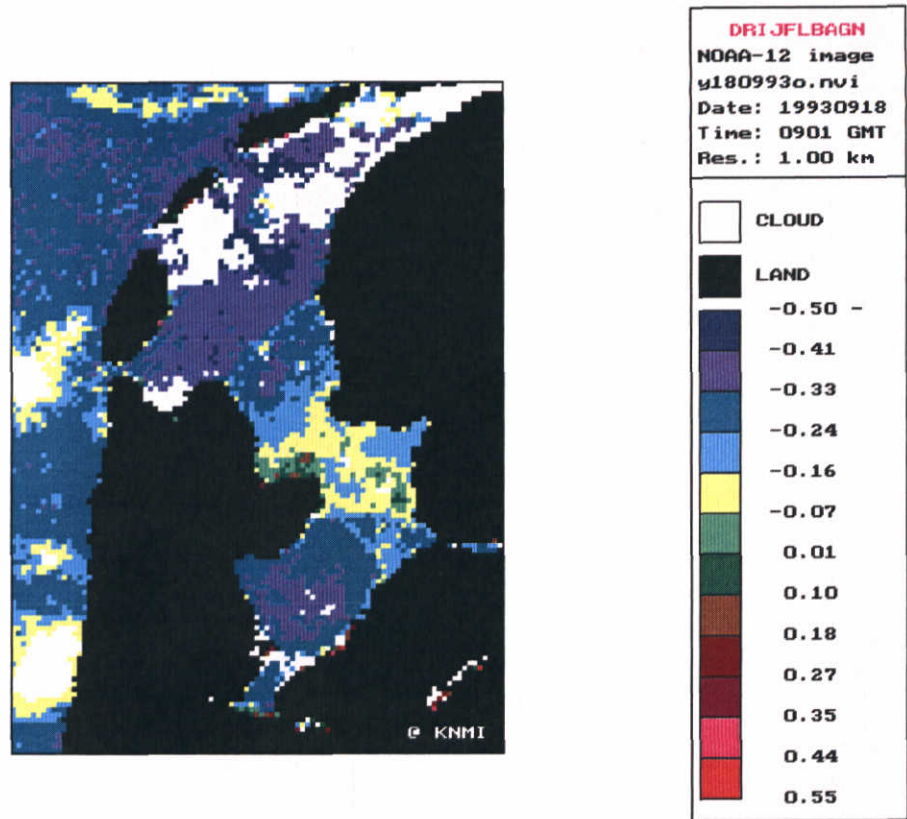 DRIJFLBAGN
NOAA-12 image
y180993o.nvi
Date: 19930918
Time: 0901 GMT
Res.: 1.00 km
CLOUD
LAND
-0.50 -
-0.41
-0.33
-0.24
-0.16
-0.07
0.01
0.10
0.18
0.27
0.35
0.44
0.55
@ KNMI